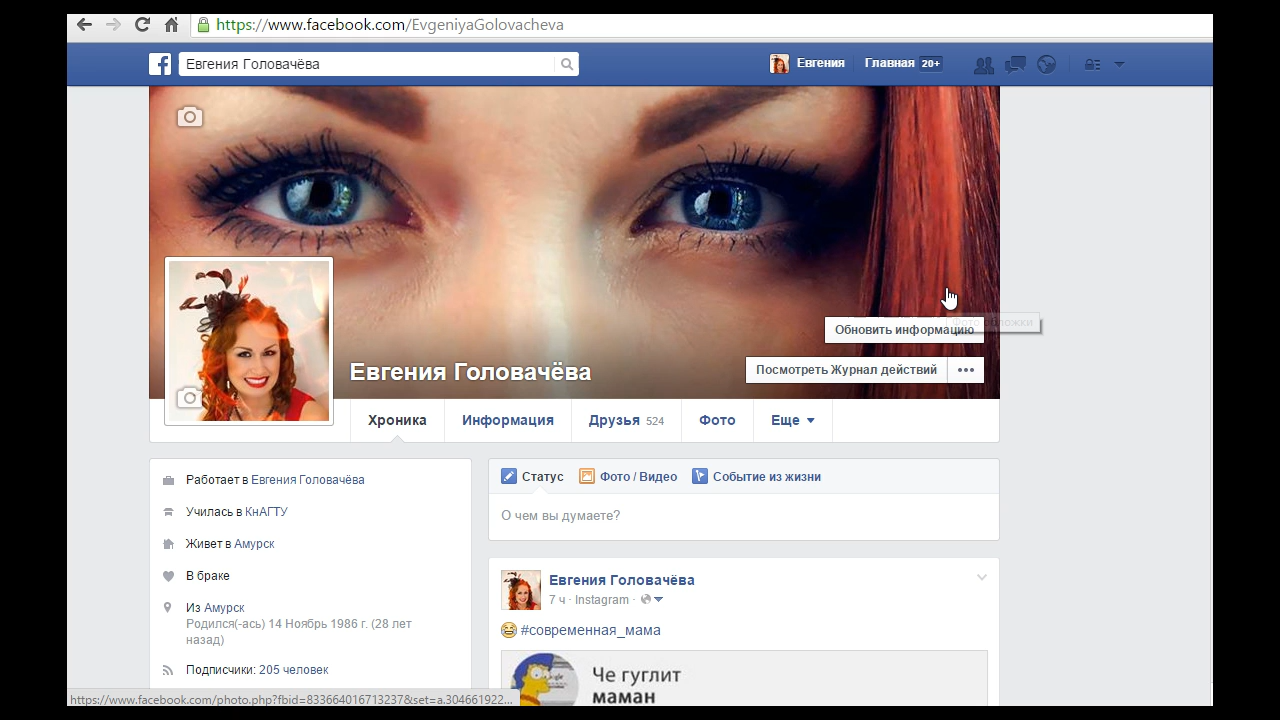 https://www.facebook.com/EvgeniyaGolovacheva
Евгения Головачёва
Евгения
Главная 20+
Фото обложки
Обновить информацию
Евгения Головачёва
Посмотреть Журнал действий
Хроника
Информация
Друзья 524
Фото
Еще
Работает в Евгения Головачёва
Училась в КнАГТУ
Живет в Амурск
В браке
Из Амурск
Родился(-ась) 14 Ноябрь 1986 г. (28 лет
назад)
Подписчики: 205 человек
Статус
Фото / Видео
Событие из жизни
О чем вы думаете?
Евгения Головачёва
7 ч · Instagram ·
#современная_мама
Че гуглит
маман
https://www.facebook.com/photo.php?fbid=833664016713237&set=a.304661922...